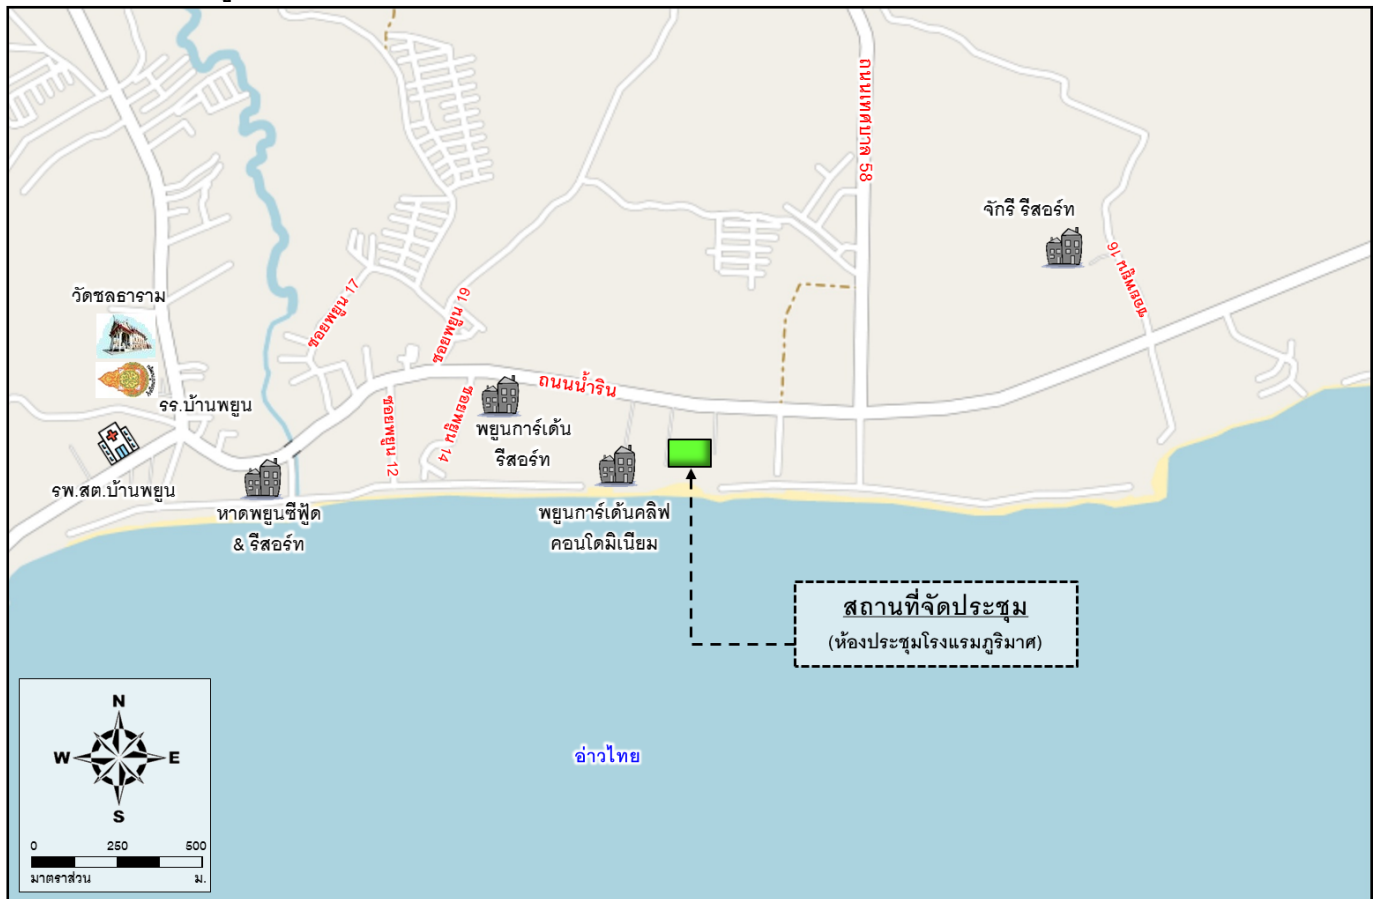 ถนนเทศบาล 58
จักรี รีสอร์ท
ซอยพยูน 16
วัดชลธาราม
ซอยพยูน 17
ซอยพยูน 19
รร.บ้านพยูน
ถนนน้ำริน
ซอยพยูน 12
ซอยพยูน 14
พยูนการ์เด้น
รีสอร์ท
รพ.สต.บ้านพยูน
หาดพยูนซีฟู้ด
& รีสอร์ท
พยูนการ์เด้นคลิฟ
คอนโดมิเนียม
สถานที่จัดประชุม
(ห้องประชุมโรงแรมภูริมาศ)
อ่าวไทย
N
W E
S
0 250 500
มาตราส่วน ม.